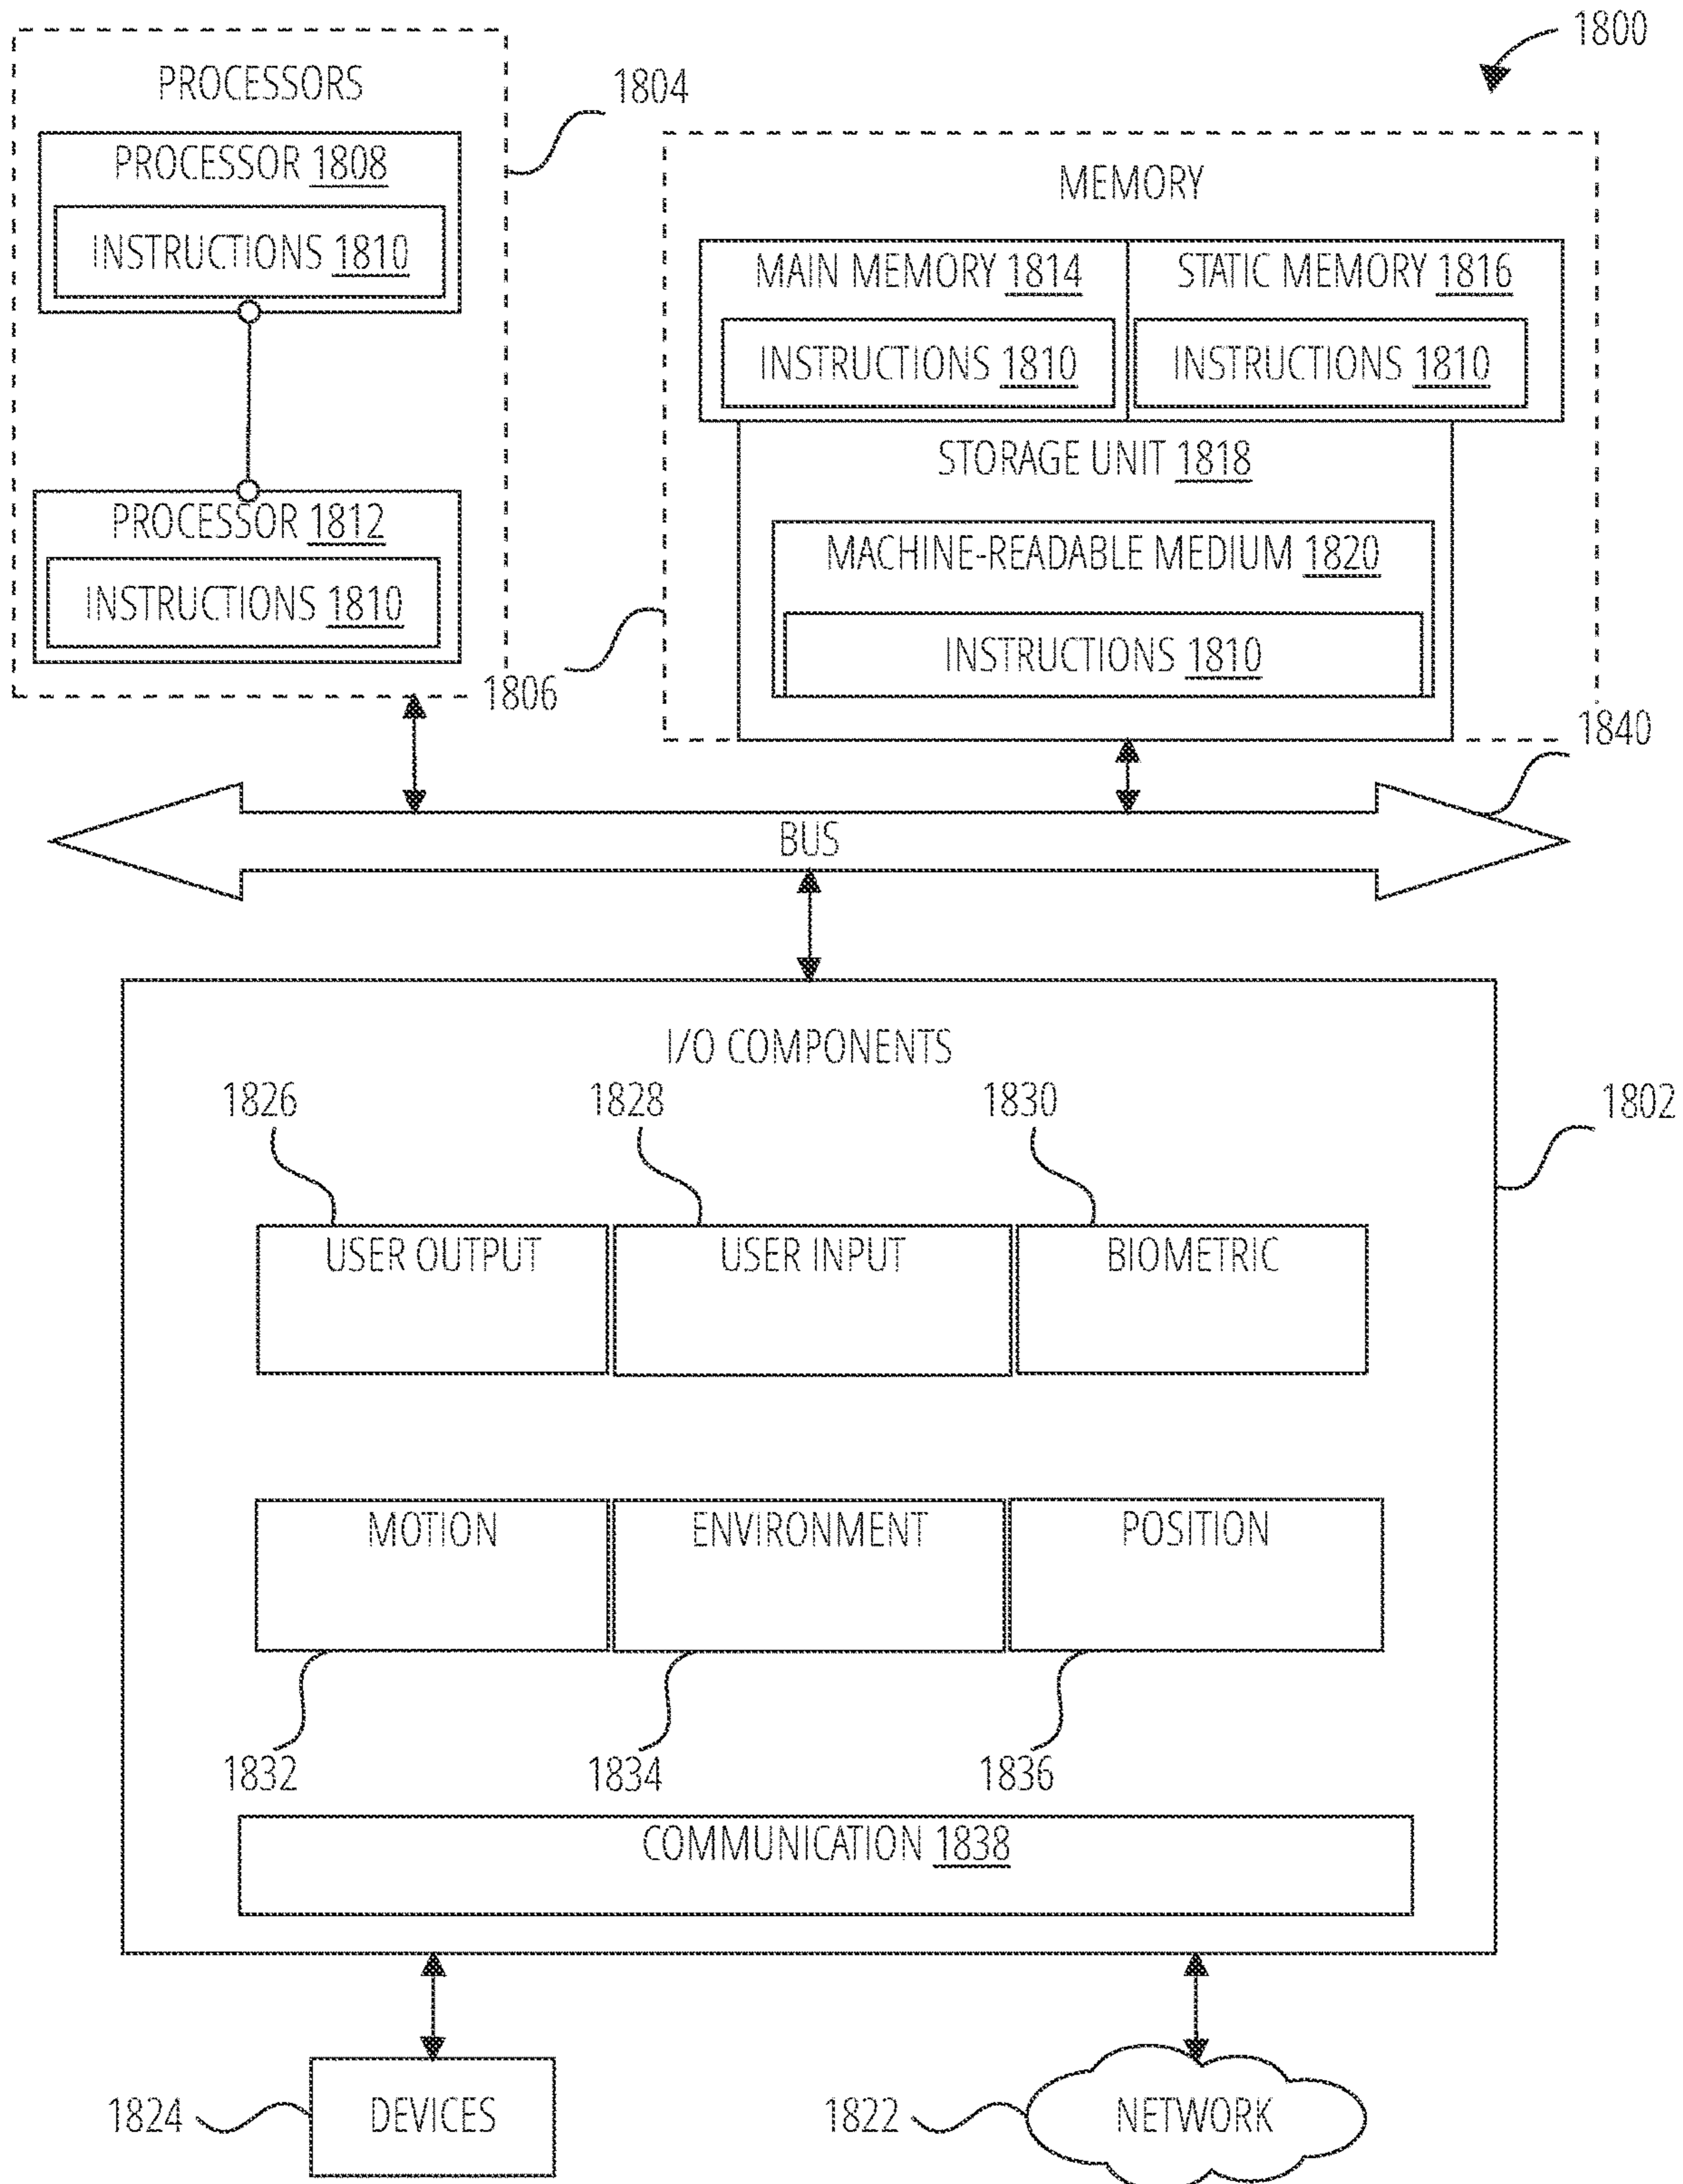 1800
PROCESSORS
1804
PROCESSOR 1808
INSTRUCTIONS 1810
MEMORY
MAIN MEMORY 1814
STATIC MEMORY 1816
INSTRUCTIONS 1810
INSTRUCTIONS 1810
STORAGE UNIT 1818
PROCESSOR 1812
INSTRUCTIONS 1810
MACHINE-READABLE MEDIUM 1820
INSTRUCTIONS 1810
1806
1840
BUS
I/O COMPONENTS
1826
1828
1830
1802
USER OUTPUT
USER INPUT
BIOMETRIC
MOTION
ENVIRONMENT
POSITION
1832
1834
1836
COMMUNICATION 1838
1824
DEVICES
1822
NETWORK